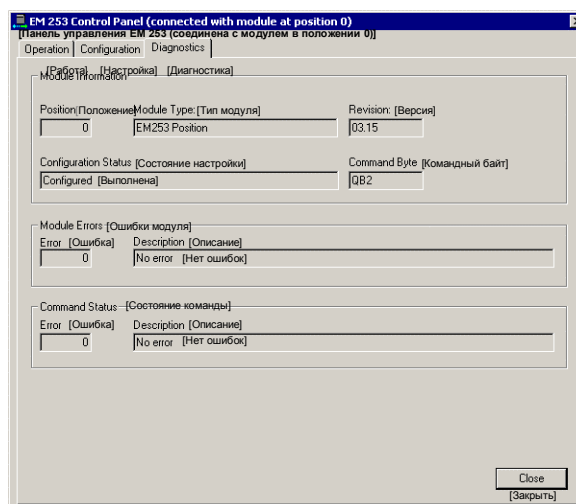 EM 253 Control Panel (connected with module at position 0)
[Панель управления EM 253 (соединена с модулем в положении 0)]
Operation Configuration Diagnostics
[Работа] [Настройка] [Диагностика]
Module Information
Position [Положение] Module Type: [Тип модуля] Revision: [Версия]
0 EM253 Position 03.15
Configuration Status [Состояние настройки] Command Byte [Командный байт]
Configured [Выполнена] QB2
Module Errors [Ошибки модуля]
Error [Ошибка] Description [Описание]
0 No error [Нет ошибок]
Command Status [Состояние команды]
Error [Ошибка] Description [Описание]
0 No error [Нет ошибок]
Close
[Закрыть]